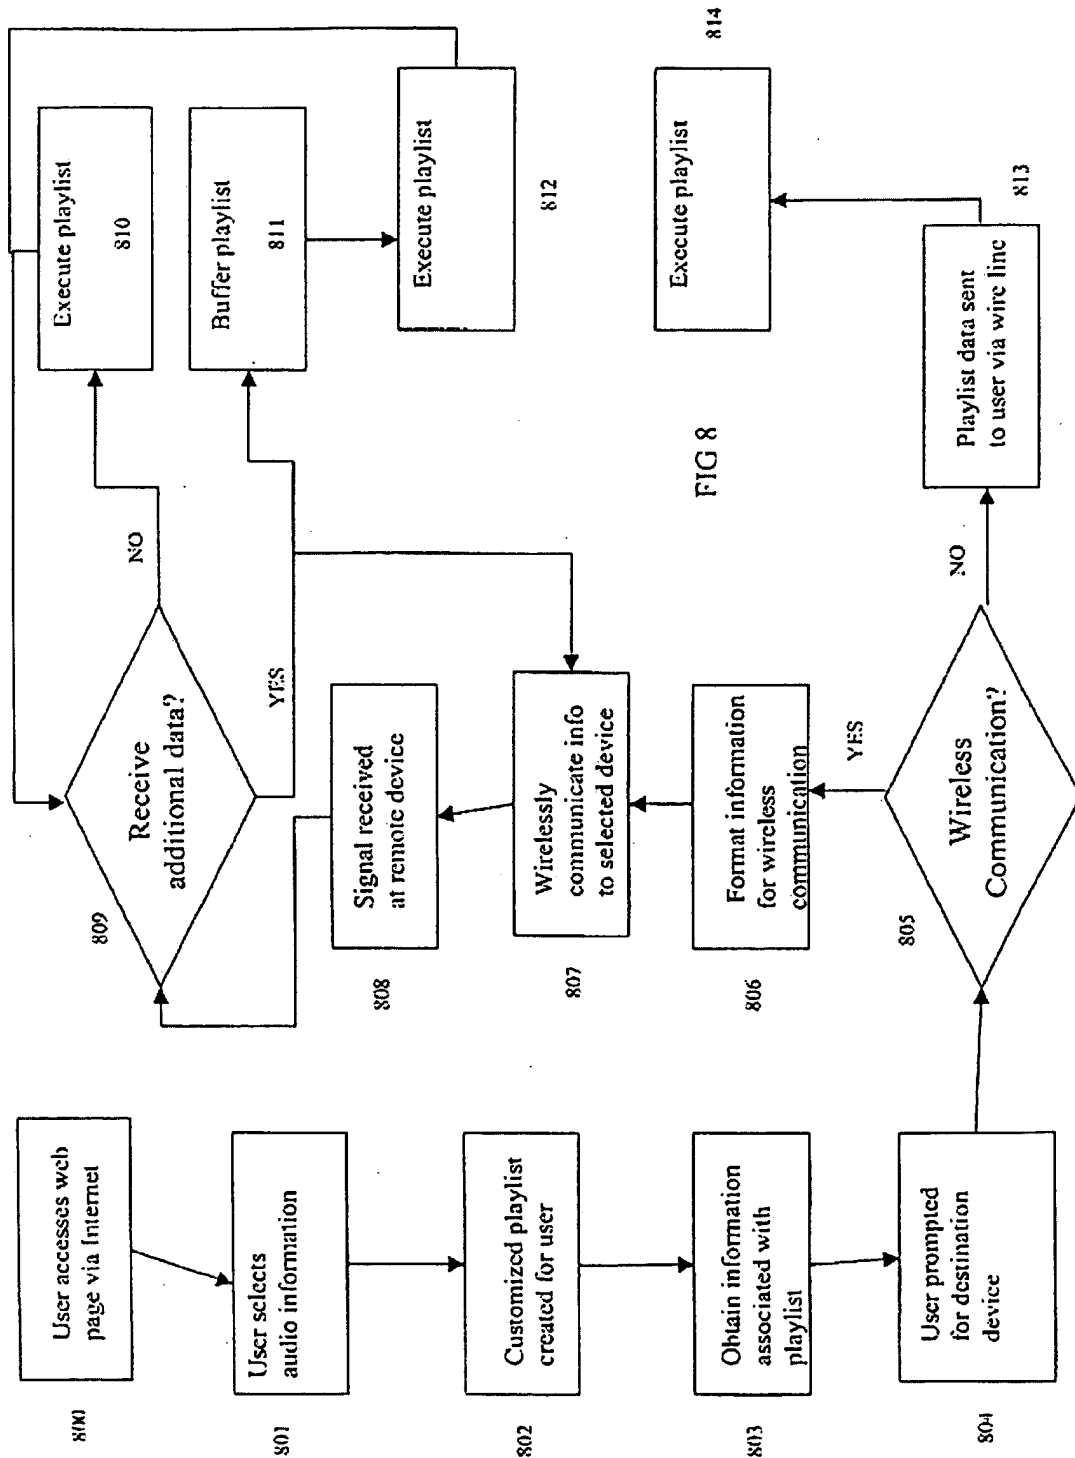 User accesses web
page via Internet
800
User selects
audio information
801
Customized playlist
created for user
802
Obtain information
associated with
playlist
803
User prompted
for destination
device
804
Receive
additional data?
809
NO
YES
Signal received
at remote device
808
Wirelessly
communicate info
to selected device
807
Format information
for wireless
communication
806
YES
Wireless
Communication?
805
NO
Execute playlist
810
Buffer playlist
811
Execute playlist
812
FIG 8
Execute playlist
814
Playlist data sent
to user via wire line
813